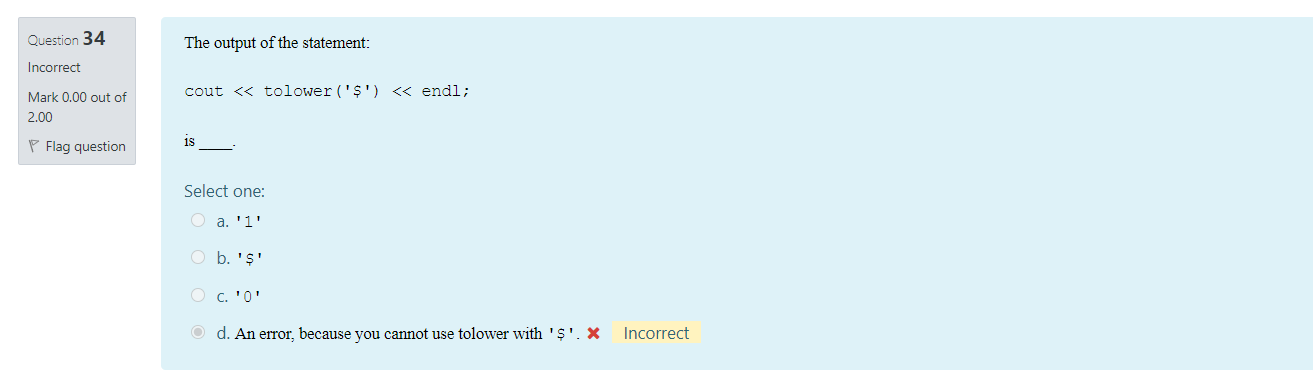 Question 34
Incorrect
Mark 0.00 out of
2.00
Flag question
The output of the statement:
cout << tolower('$') << endl;
is ____.
Select one:
a. '1'
b. '$'
c. '0'
d. An error, because you cannot use tolower with '$'. ✖ Incorrect